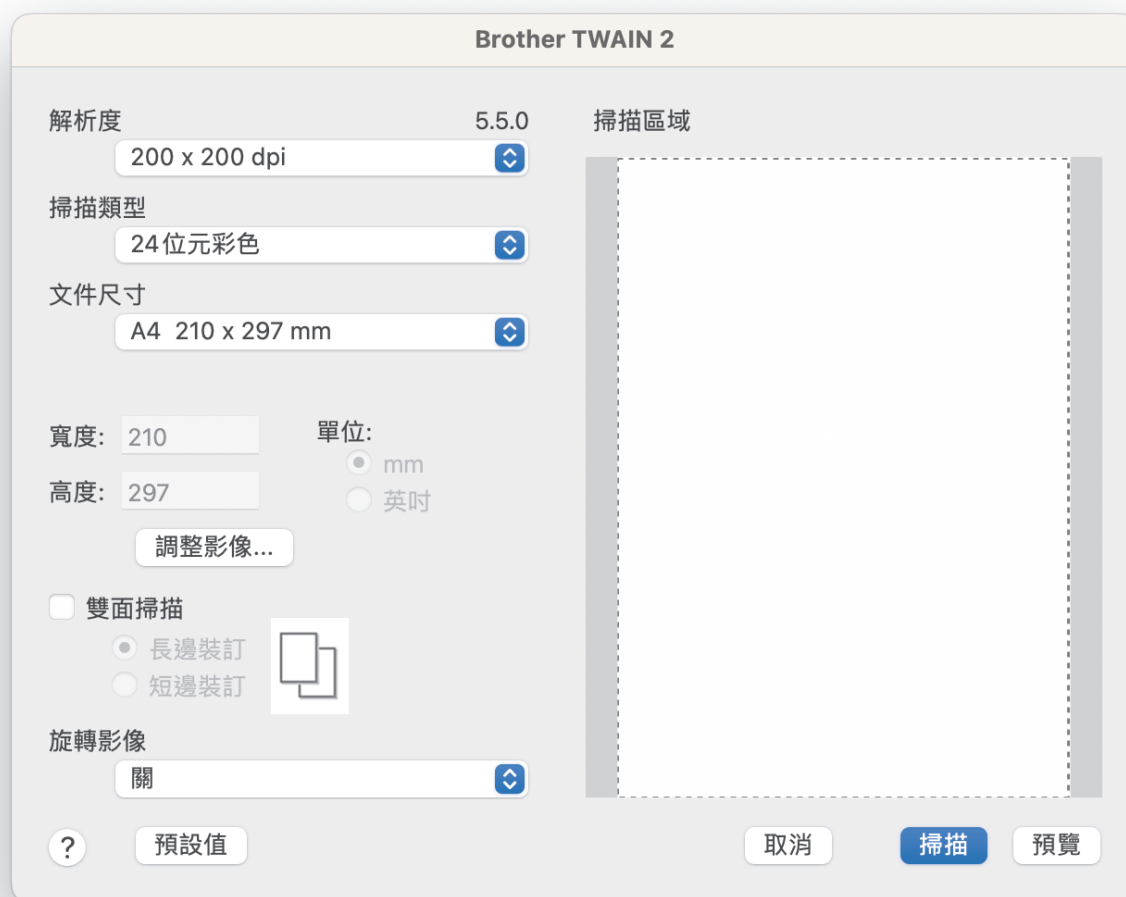 Brother TWAIN 2
解析度 5.5.0
200 x 200 dpi
掃描類型
24位元彩色
文件尺寸
A4 210 x 297 mm
寬度: 210
高度: 297
單位:
mm
英吋
調整影像...
雙面掃描
長邊裝訂
短邊裝訂
旋轉影像
關
掃描區域
? 預設值 取消 掃描 預覽